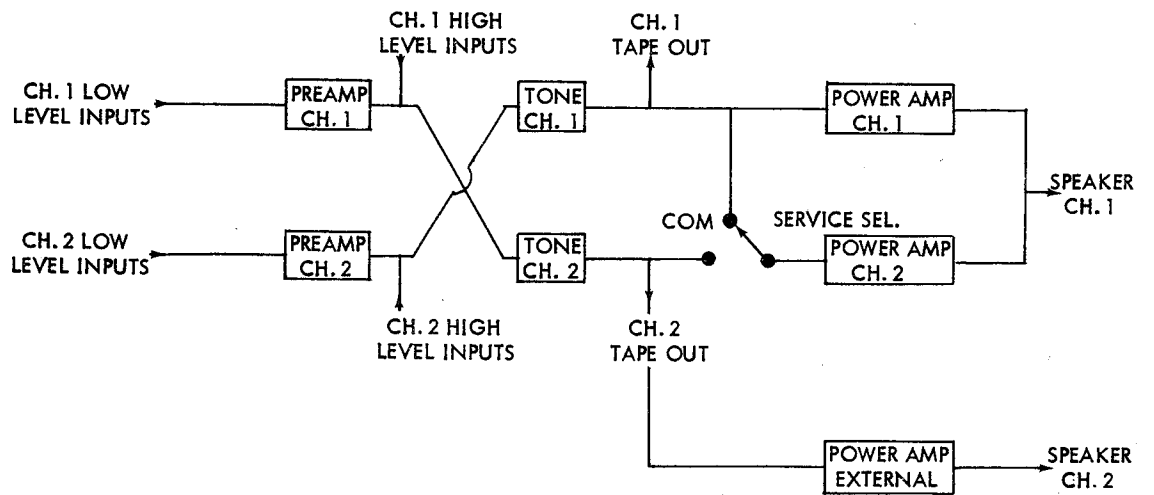 CH. 1 HIGH
LEVEL INPUTS
CH. 1
TAPE OUT
CH. 1 LOW
LEVEL INPUTS
PREAMP
CH. 1
TONE
CH. 1
POWER AMP
CH. 1
SPEAKER
CH. 1
COM
SERVICE SEL.
CH. 2 LOW
LEVEL INPUTS
PREAMP
CH. 2
TONE
CH. 2
POWER AMP
CH. 2
CH. 2 HIGH
LEVEL INPUTS
CH. 2
TAPE OUT
POWER AMP
EXTERNAL
SPEAKER
CH. 2